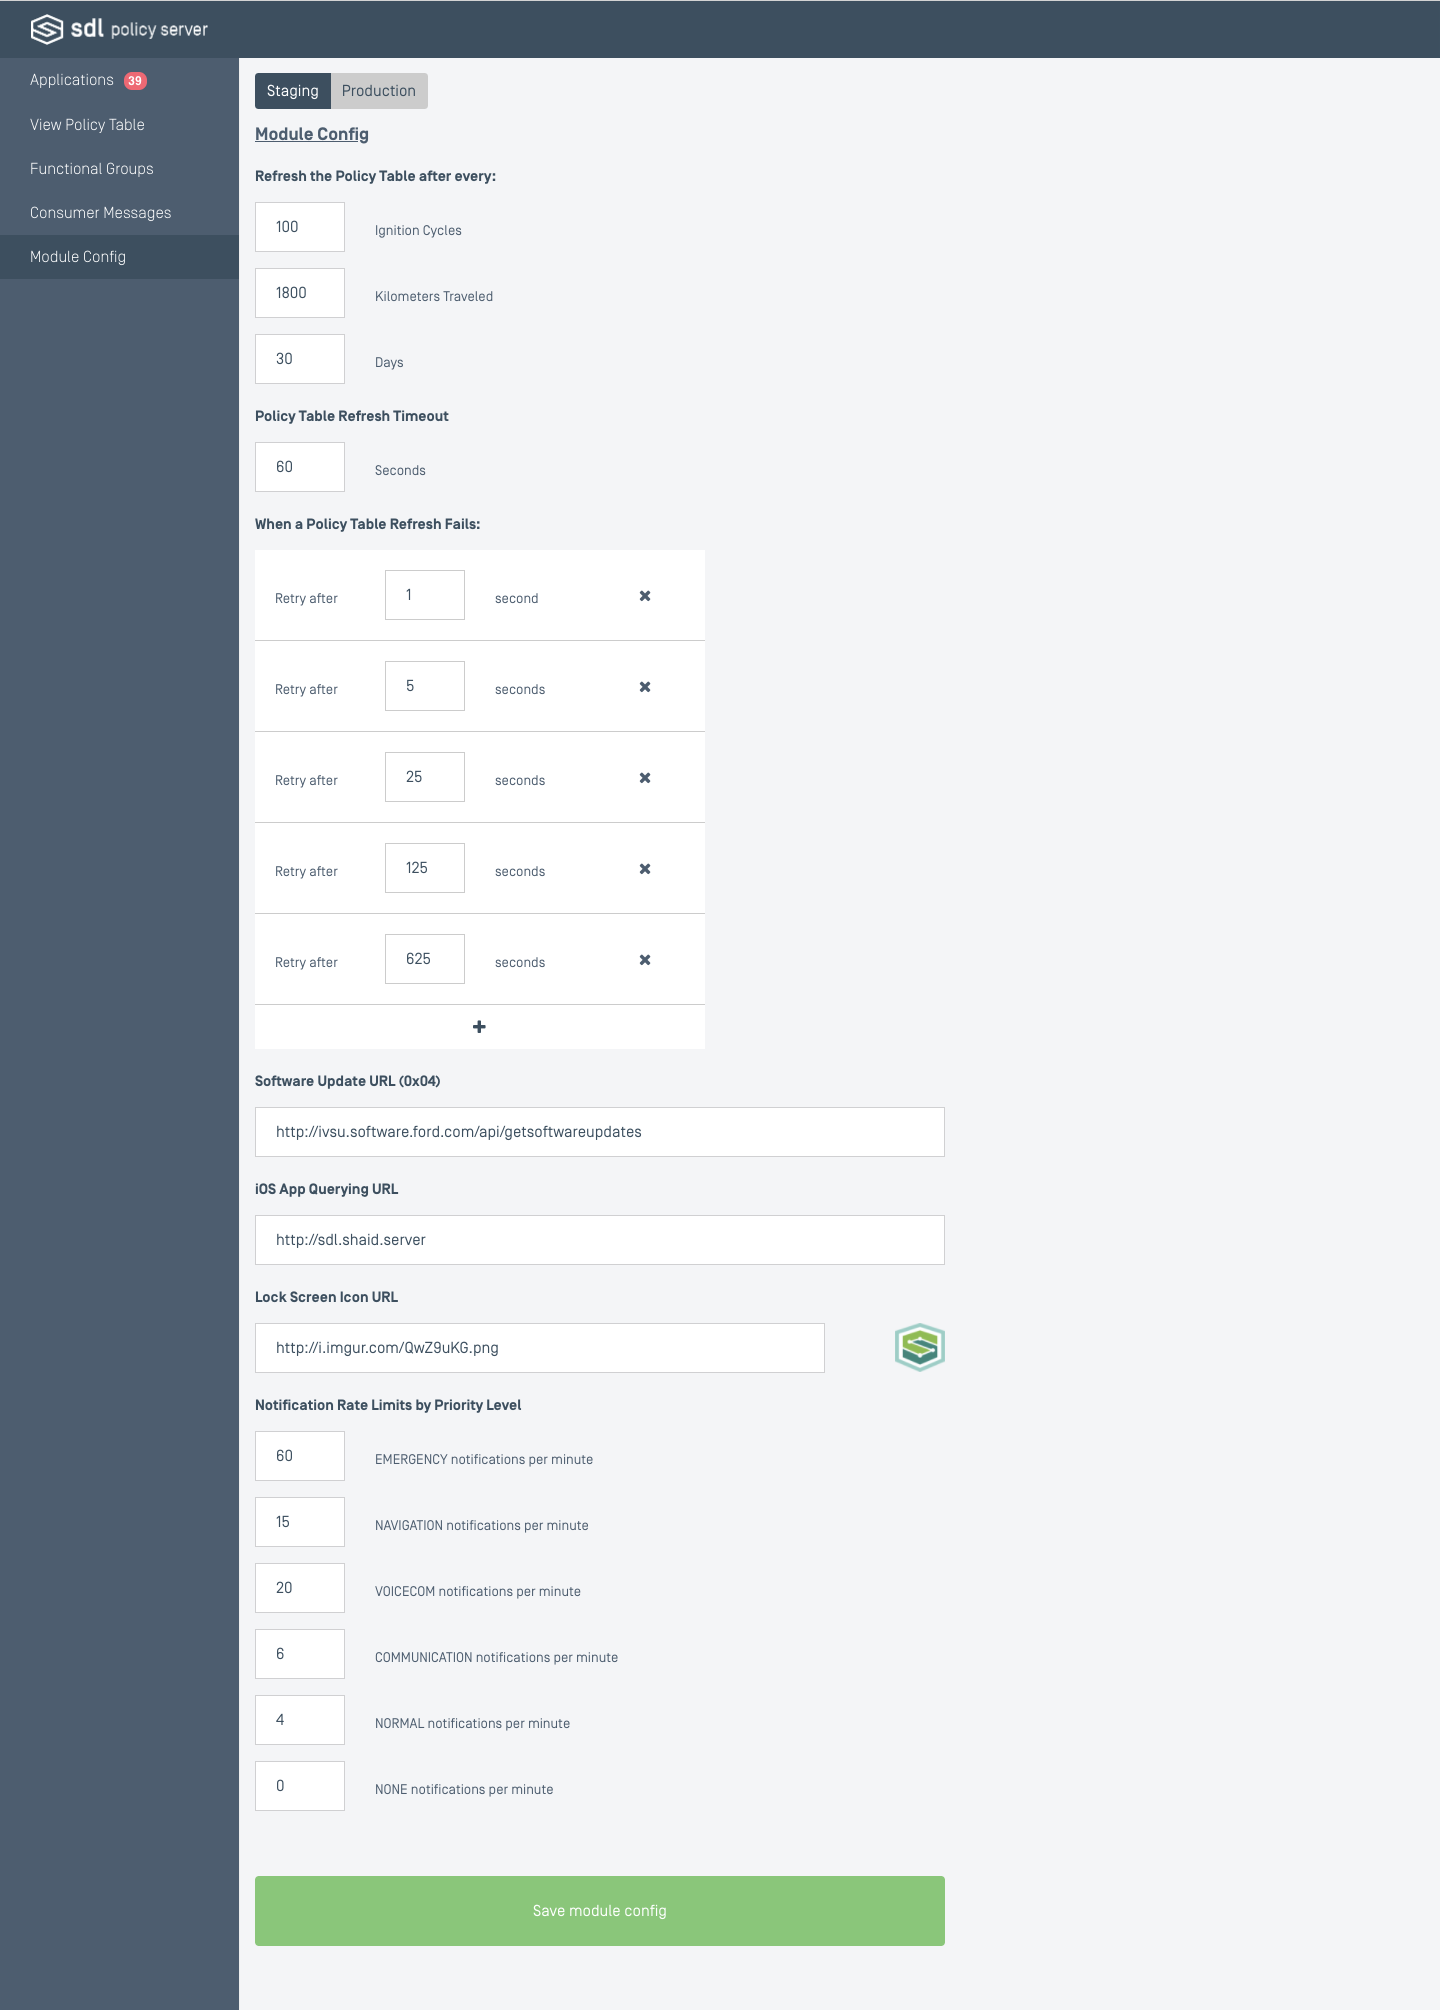 sdl policy server
Applications 39
View Policy Table
Functional Groups
Consumer Messages
Module Config
Staging Production
Module Config
Refresh the Policy Table after every:
100 Ignition Cycles
1800 Kilometers Traveled
30 Days
Policy Table Refresh Timeout
60 Seconds
When a Policy Table Refresh Fails:
Retry after 1 second
Retry after 5 seconds
Retry after 25 seconds
Retry after 125 seconds
Retry after 625 seconds
Software Update URL (0x04)
http://ivsu.software.ford.com/api/getsoftwareupdates
iOS App Querying URL
http://sdl.shaid.server
Lock Screen Icon URL
http://i.imgur.com/QwZ9uKG.png
Notification Rate Limits by Priority Level
60 EMERGENCY notifications per minute
15 NAVIGATION notifications per minute
20 VOICECOM notifications per minute
6 COMMUNICATION notifications per minute
4 NORMAL notifications per minute
0 NONE notifications per minute
Save module config